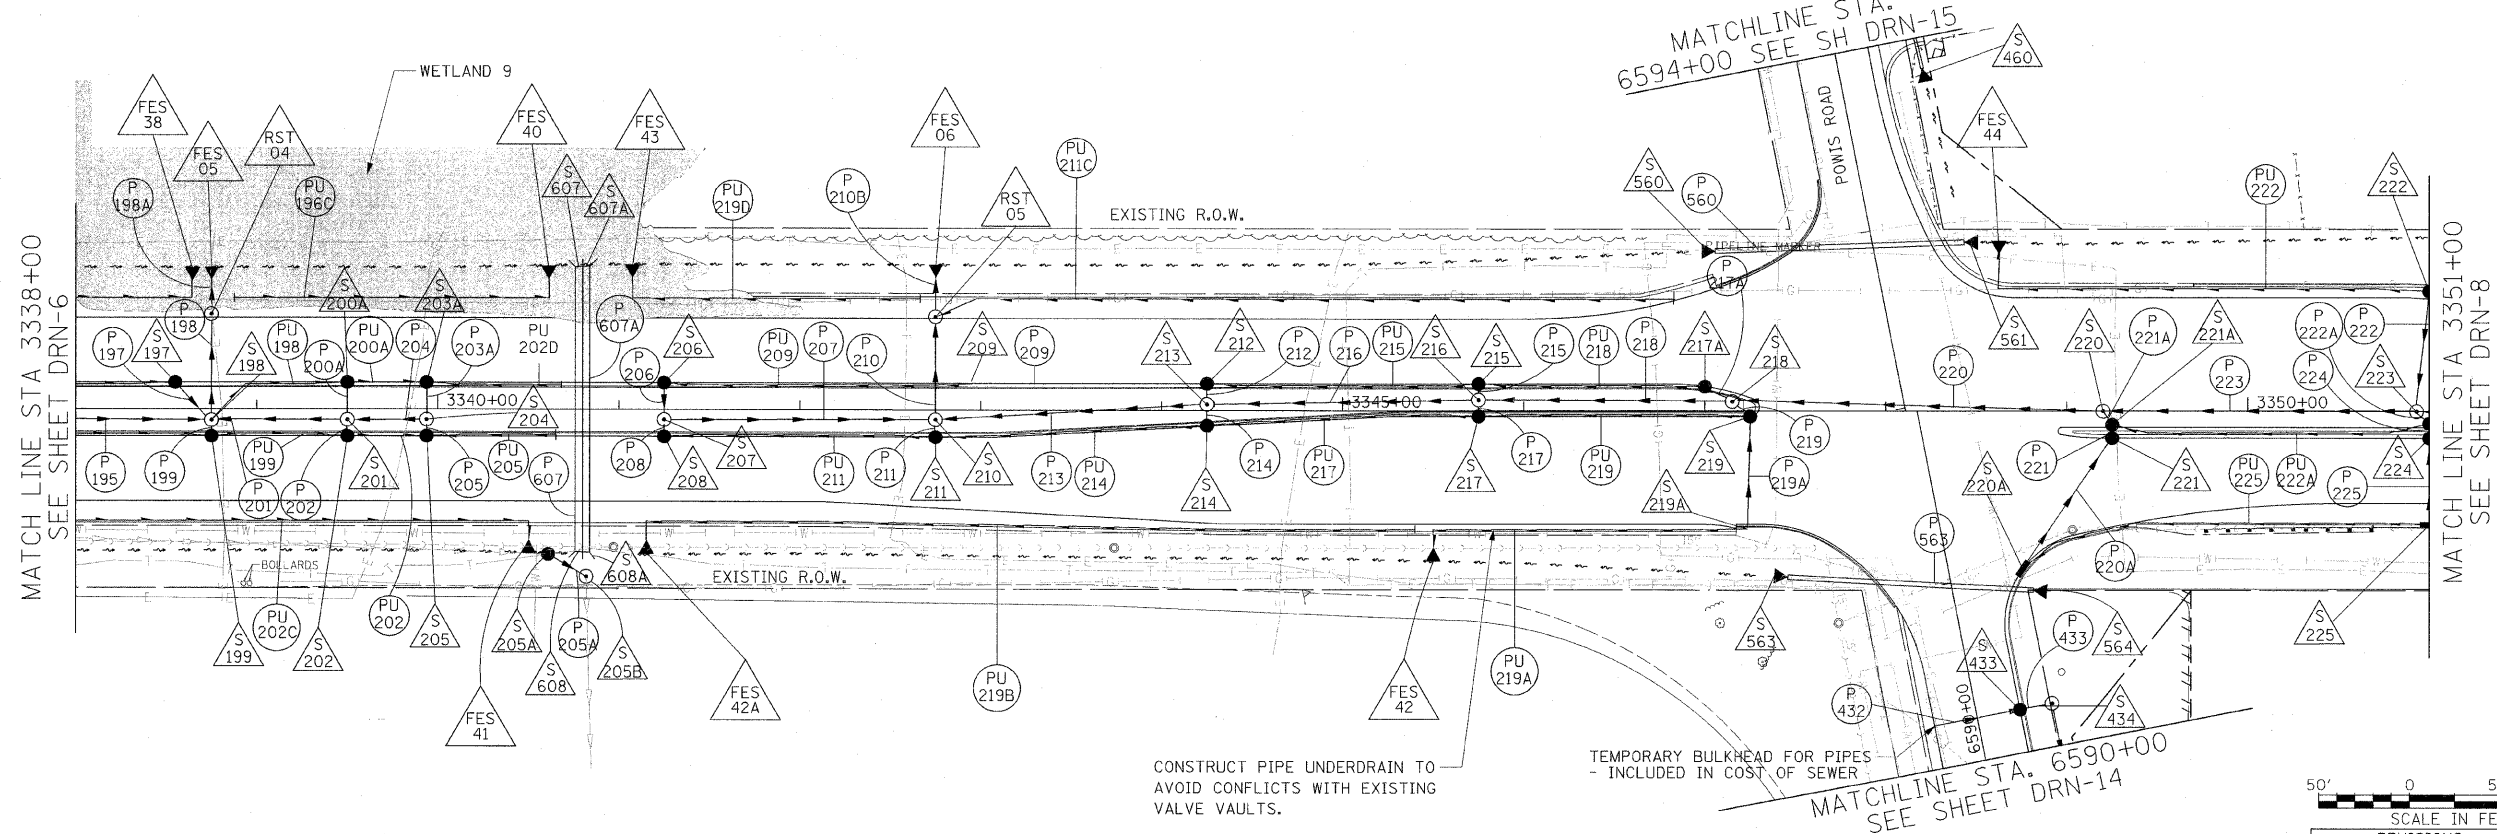 MATCHLINE STA.
6594+00 SEE SH DRN-15
S
460
WETLAND 9
FES
38
FES
05
RST
04
FES
40
FES
43
FES
06
FES
44
POWIS ROAD
S
607
S
607A
PU
211C
P
198A
PU
196C
PU
219D
P
210B
RST
05
S
560
P
560
PU
222
S
222
EXISTING R.O.W.
PIPELINE MARKER
MATCH LINE STA 3338+00
SEE SHEET DRN-6
MATCH LINE STA 3351+00
SEE SHEET DRN-8
P
217A
S
200A
S
203A
P
198
P
607A
P
197
S
197
S
198
PU
198
P
200A
PU
200A
P
204
P
203A
PU
202D
P
206
S
206
PU
209
P
207
P
210
S
209
P
209
S
213
S
212
P
212
P
216
PU
215
S
216
S
215
P
215
PU
218
P
218
S
217A
S
218
S
561
S
220
P
221A
S
221A
P
222A
P
222
P
220
P
223
P
224
S
223
3340+00
3345+00
3350+00
S
204
P
195
P
199
PU
199
P
201
P
202
S
201
P
205
PU
205
P
607
P
208
S
208
S
207
PU
211
P
211
S
211
S
210
P
213
PU
214
S
214
P
214
PU
217
S
217
P
217
PU
219
S
219
P
219
P
219A
S
219A
S
220A
P
221
S
221
PU
225
PU
222A
P
225
S
224
P
563
P
220A
BOLLARDS
EXISTING R.O.W.
S
608A
PU
202C
PU
202
S
199
S
202
S
205
S
205A
S
608
P
205A
S
205B
FES
41
FES
42A
PU
219B
FES
42
PU
219A
S
563
P
433
S
564
S
433
S
434
S
225
P
432
6590+00
CONSTRUCT PIPE UNDERDRAIN TO
AVOID CONFLICTS WITH EXISTING
VALVE VAULTS.
TEMPORARY BULKHEAD FOR PIPES
- INCLUDED IN COST OF SEWER
MATCHLINE STA. 6590+00
SEE SHEET DRN-14
50' 0
SCALE IN FE